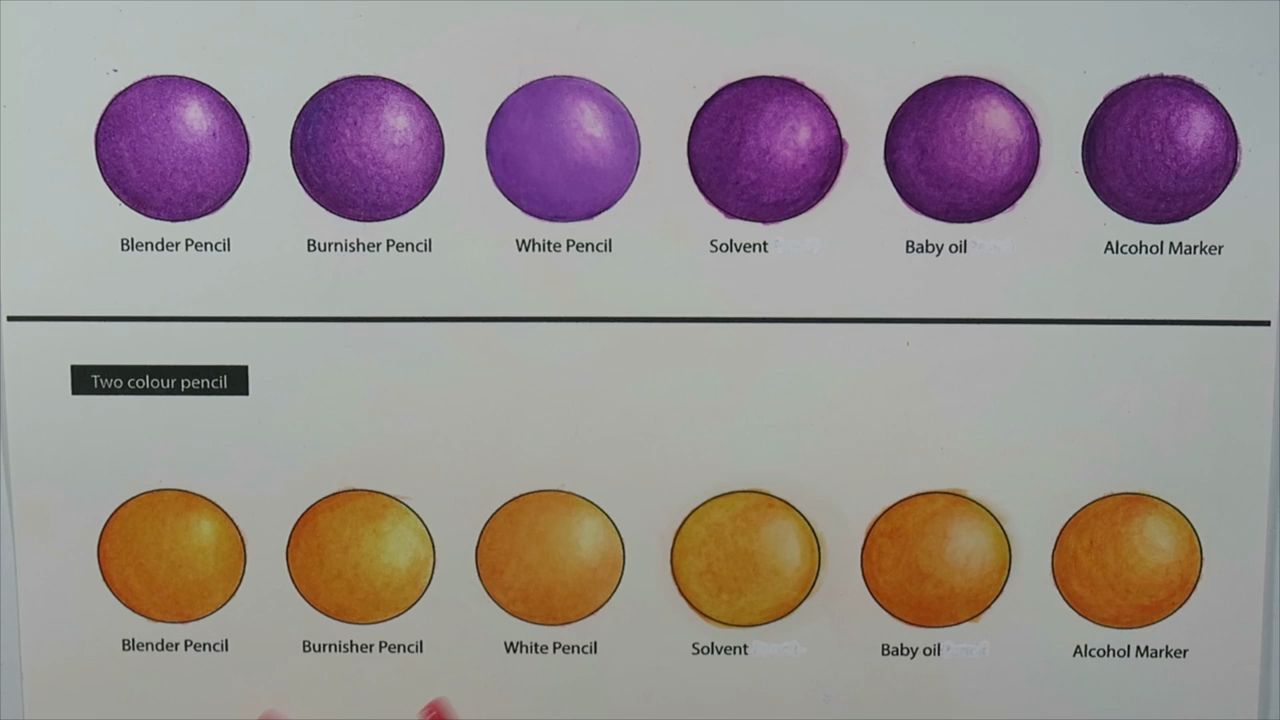 Blender Pencil Burnisher Pencil White Pencil Solvent Baby oil Alcohol Marker
Two colour pencil
Blender Pencil Burnisher Pencil White Pencil Solvent Baby oil Alcohol Marker